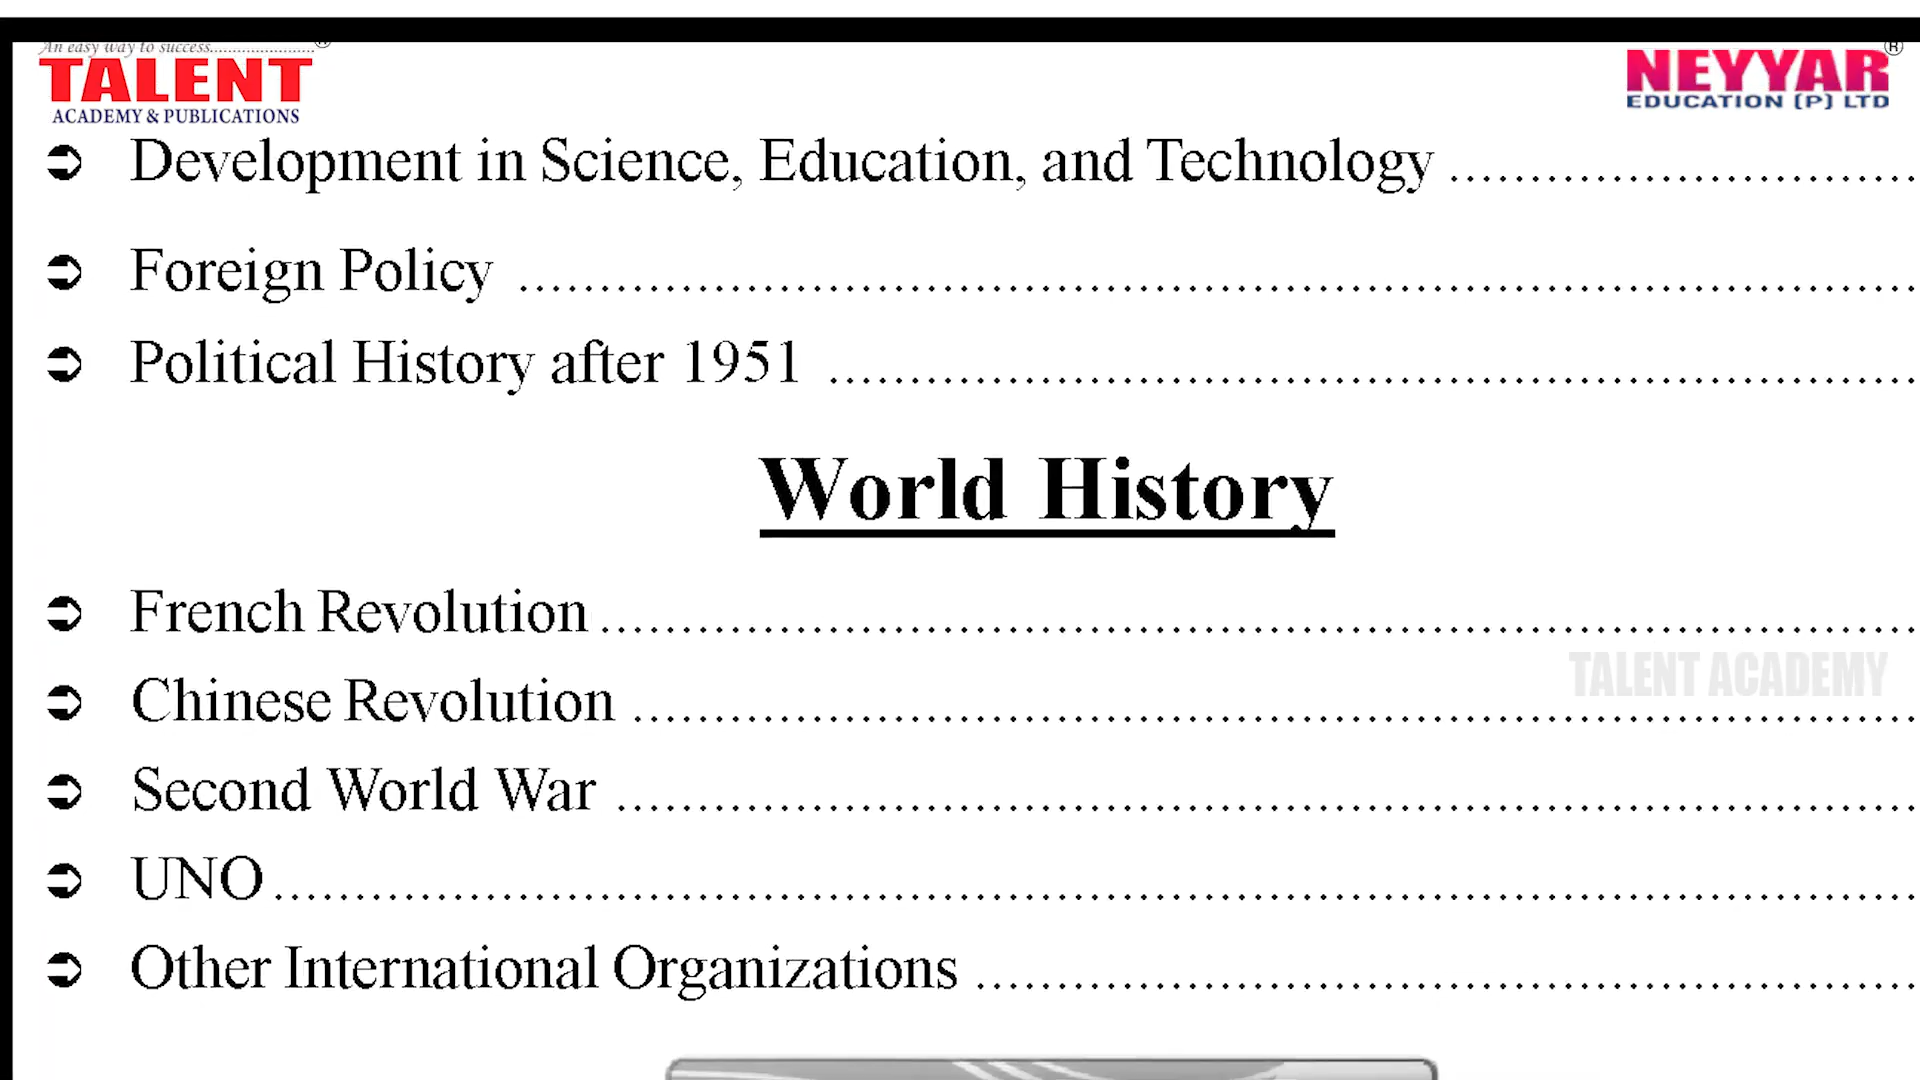 An easy way to success........................®
TALENT
ACADEMY & PUBLICATIONS
NEYYAR ®
EDUCATION (P) LTD
➲ Development in Science, Education, and Technology .............................
➲ Foreign Policy .......................................................................................
➲ Political History after 1951 ....................................................................
World History
➲ French Revolution..................................................................................
TALENT ACADEMY
➲ Chinese Revolution ................................................................................
➲ Second World War .................................................................................
➲ UNO......................................................................................................
➲ Other International Organizations ...........................................................